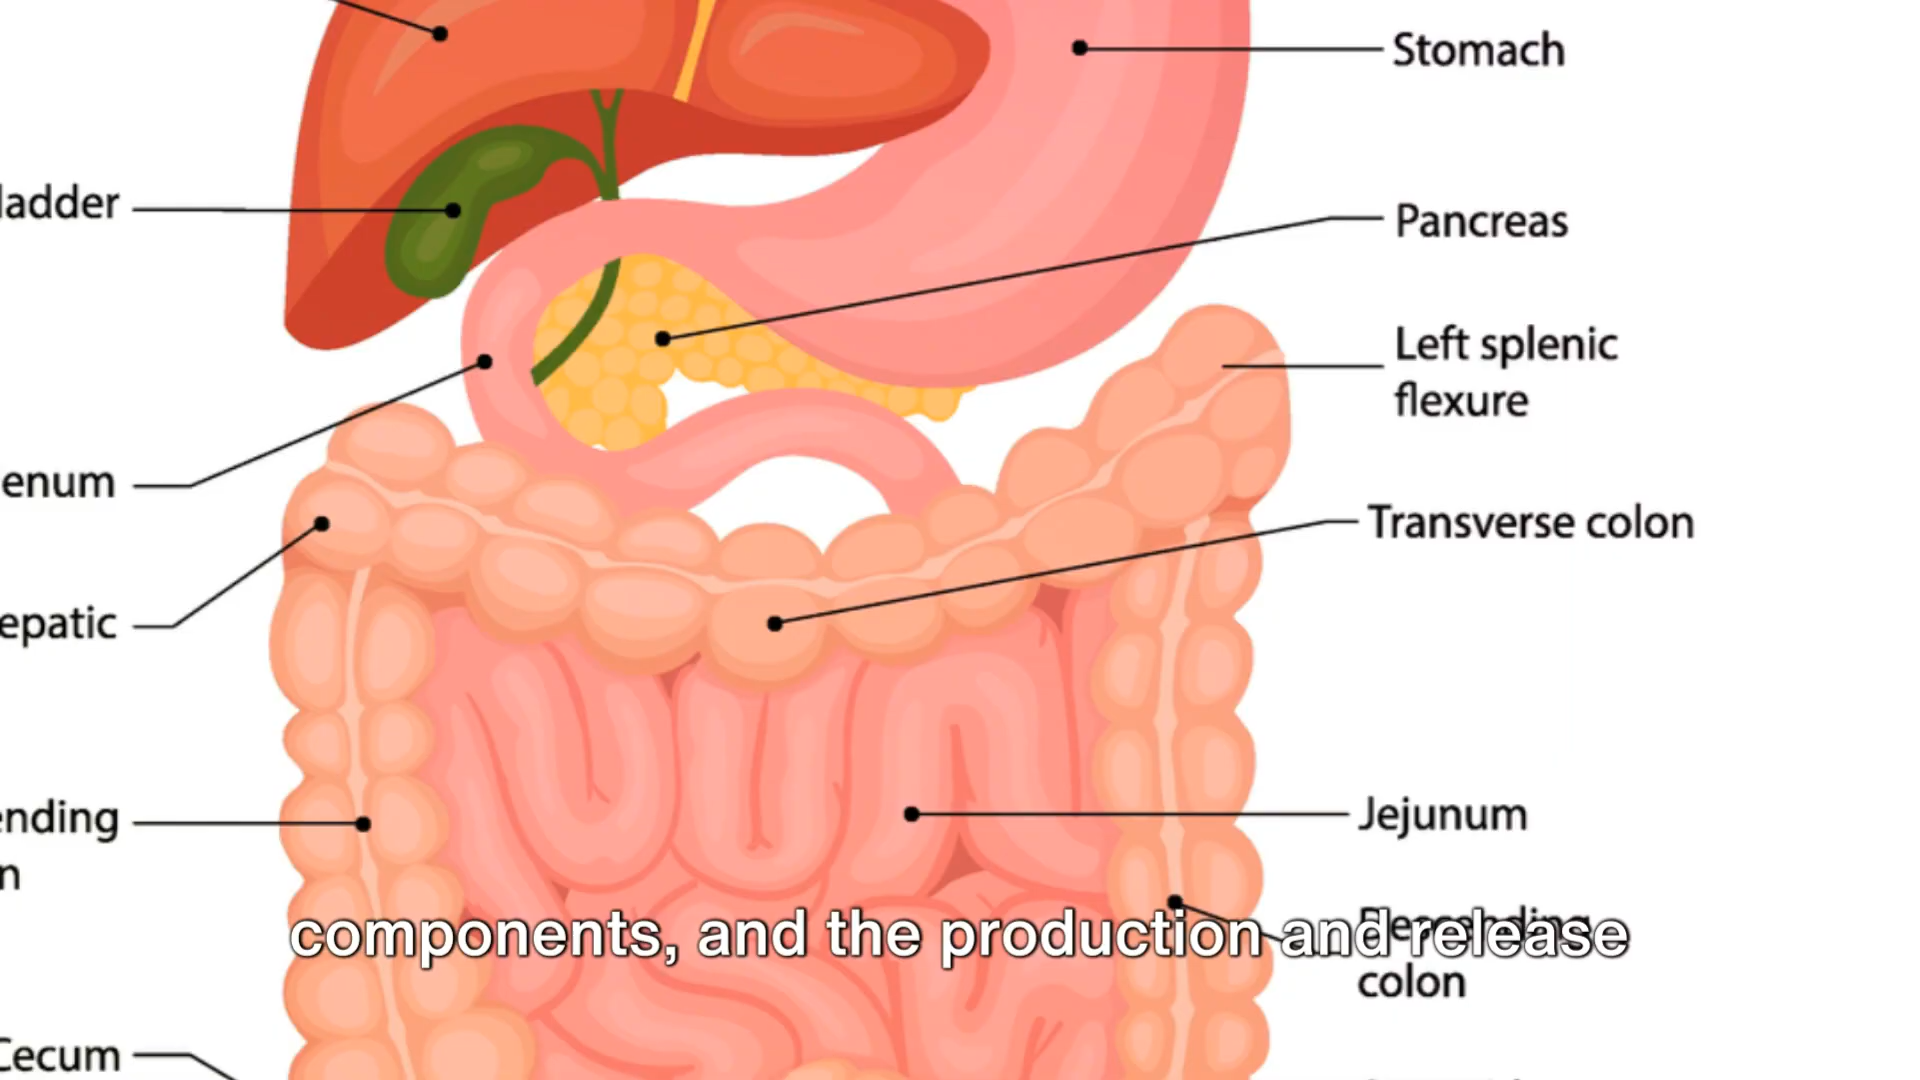 Stomach
ladder
Pancreas
Left splenic
flexure
enum
Transverse colon
epatic
ending
n
Jejunum
Descending
colon
components, and the production and release
Cecum